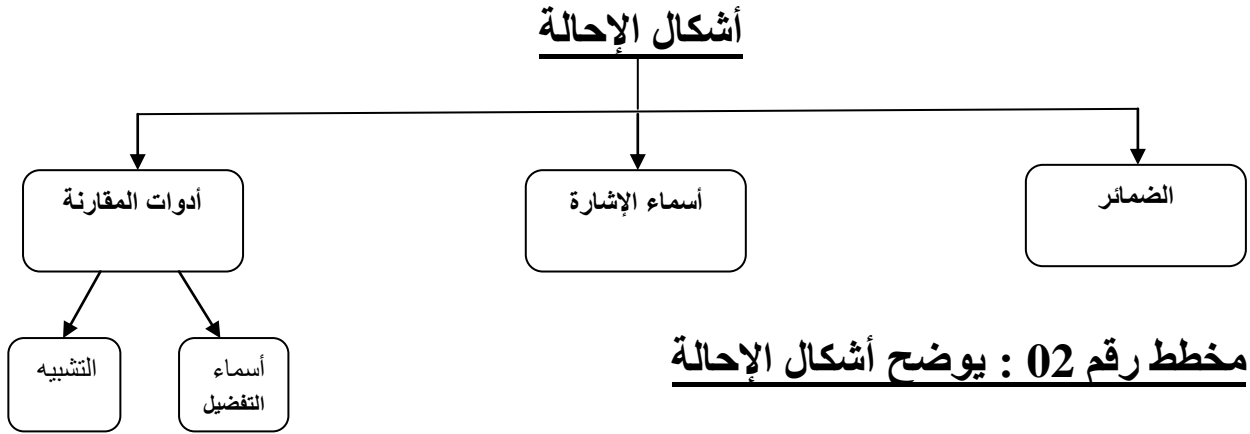 أشكال الإحالة
الضمائر
أسماء الإشارة
أدوات المقارنة
أسماء
التفضيل
التشبيه
مخطط رقم 02 : يوضح أشكال الإحالة